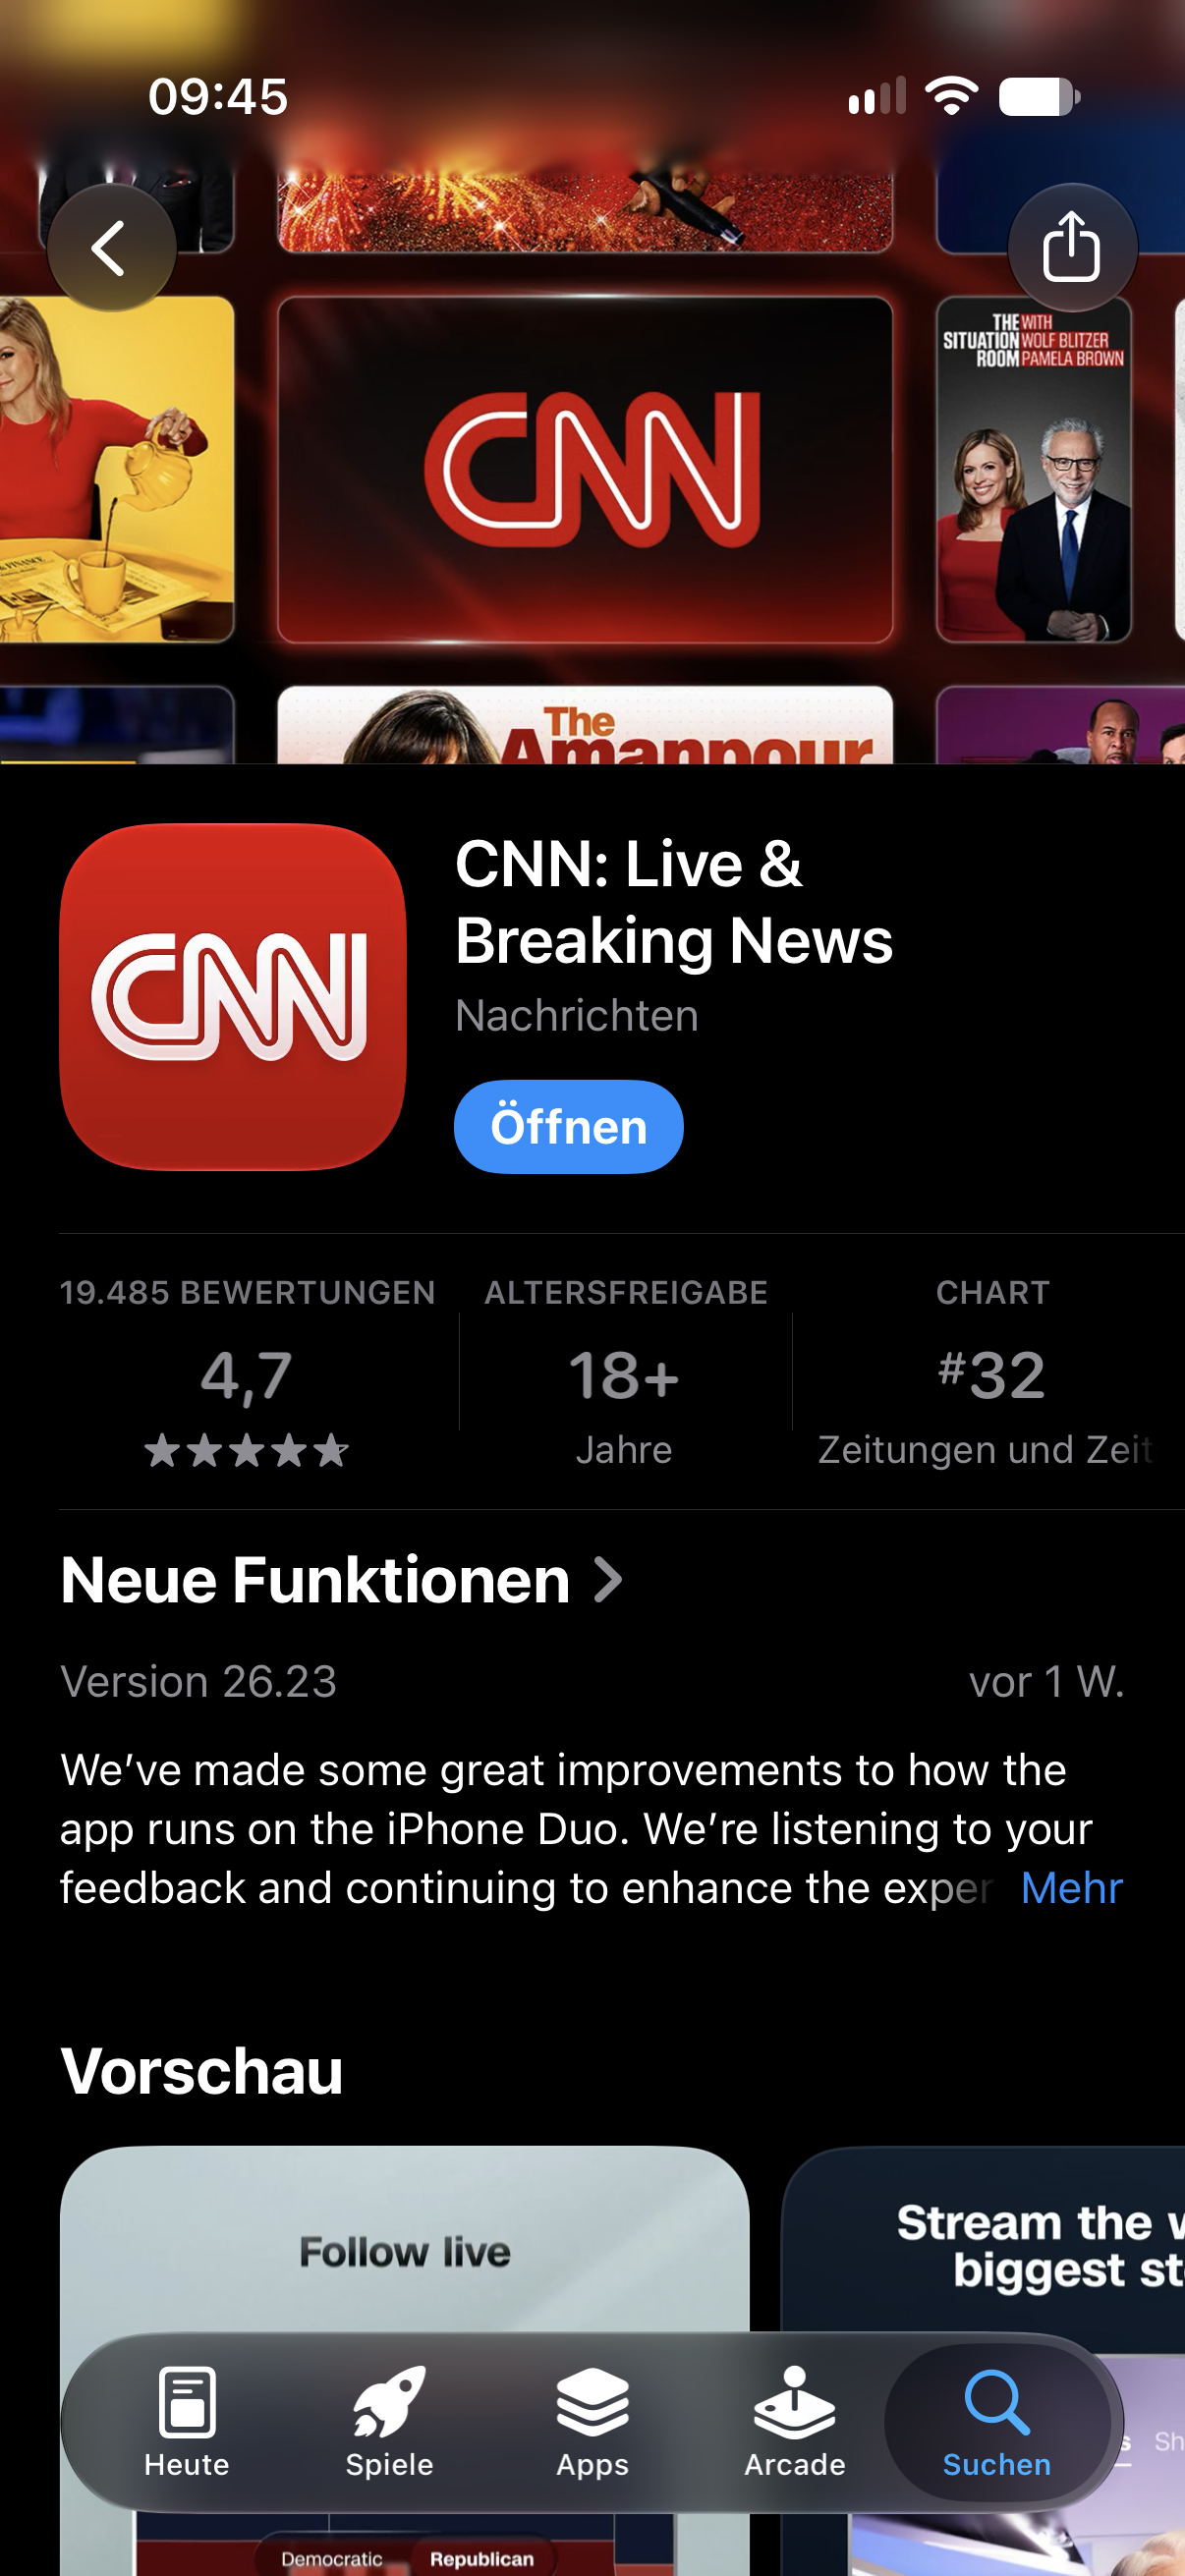 09:45
THE WITH
SITUATION WOLF BLITZER
ROOM PAMELA BROWN
& FINANCE
CNN
The
Amanpour
CNN
CNN: Live &
Breaking News
Nachrichten
Öffnen
19.485 BEWERTUNGEN
4,7
ALTERSFREIGABE
18+
Jahre
CHART
#32
Zeitungen und Zeit
Neue Funktionen
Version 26.23
vor 1 W.
We’ve made some great improvements to how the
app runs on the iPhone Duo. We’re listening to your
feedback and continuing to enhance the exper Mehr
Vorschau
Follow live
Stream the w
biggest st
s Sh
Heute
Spiele
Apps
Arcade
Suchen
Democratic
Republican